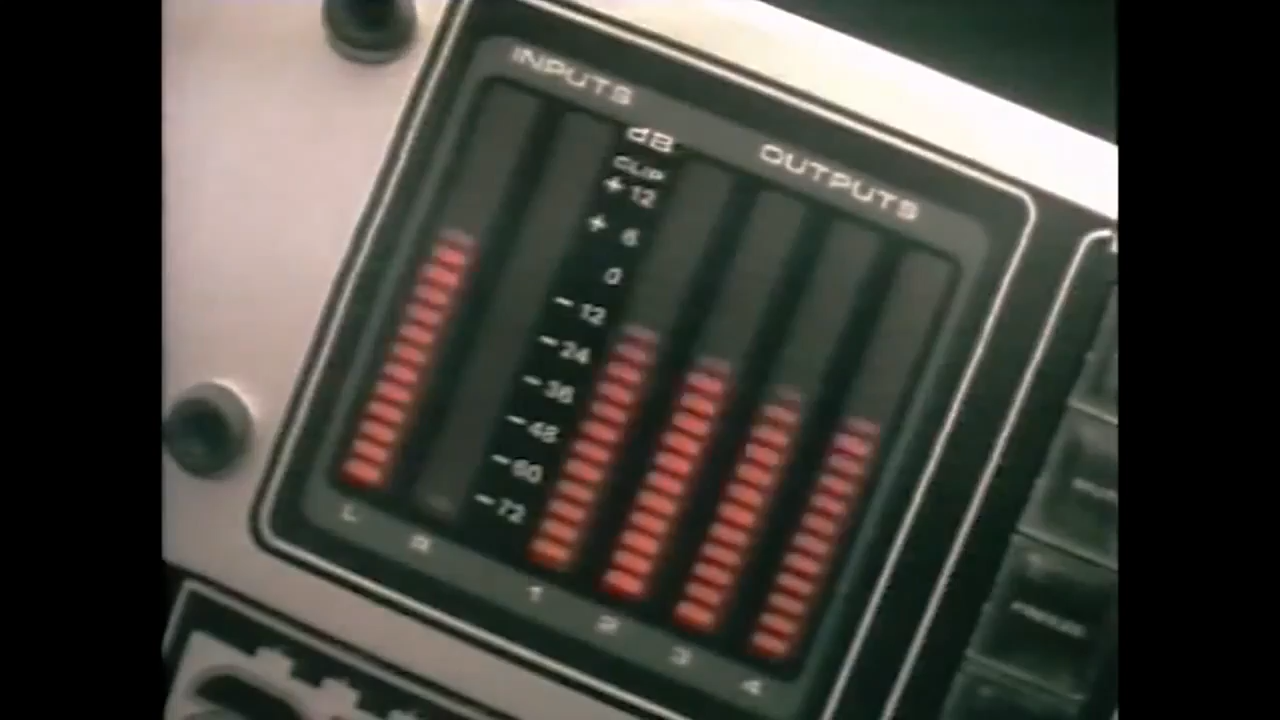 INPUTS
OUTPUTS
dB
CLIP
+ 12
+ 6
0
- 12
- 24
- 36
- 48
- 60
- 72
L
R
1
2
3
4